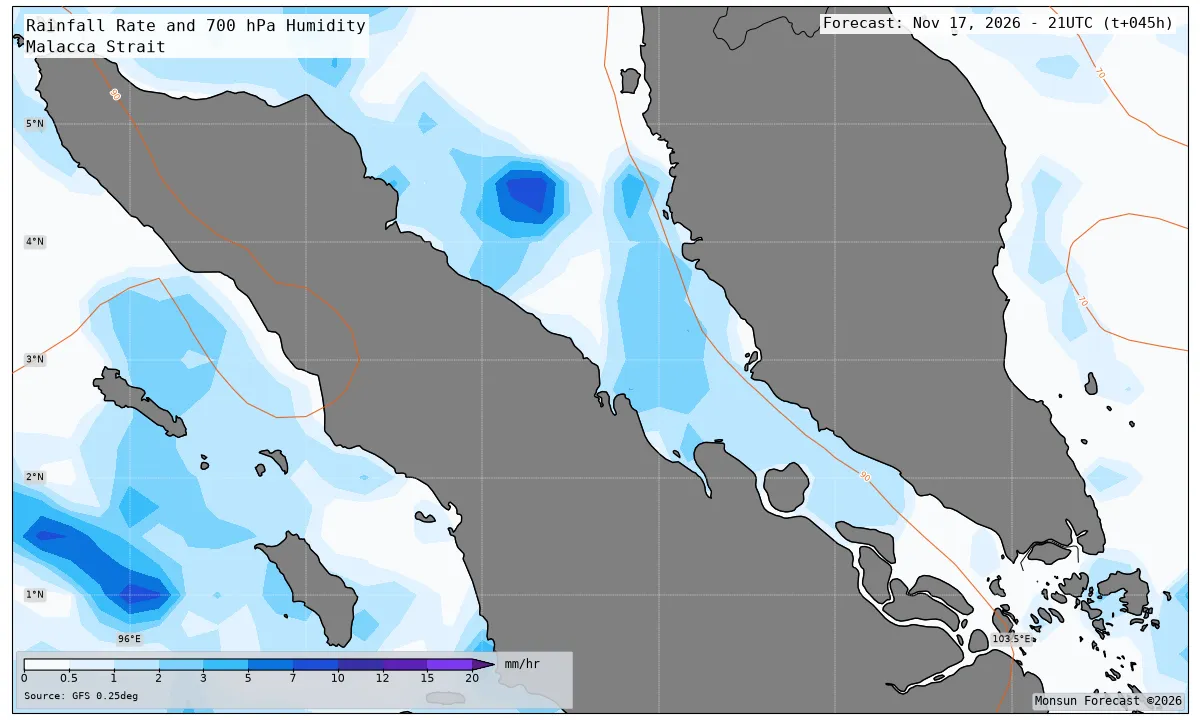 Rainfall Rate and 700 hPa Humidity
Malacca Strait
Forecast: Nov 17, 2026 - 21UTC (t+045h)
70
90
5°N
4°N
70
3°N
90
2°N
1°N
96°E
103.5°E
mm/hr
0 0.5 1 2 3 5 7 10 12 15 20
Source: GFS 0.25deg
Monsun Forecast ©2026